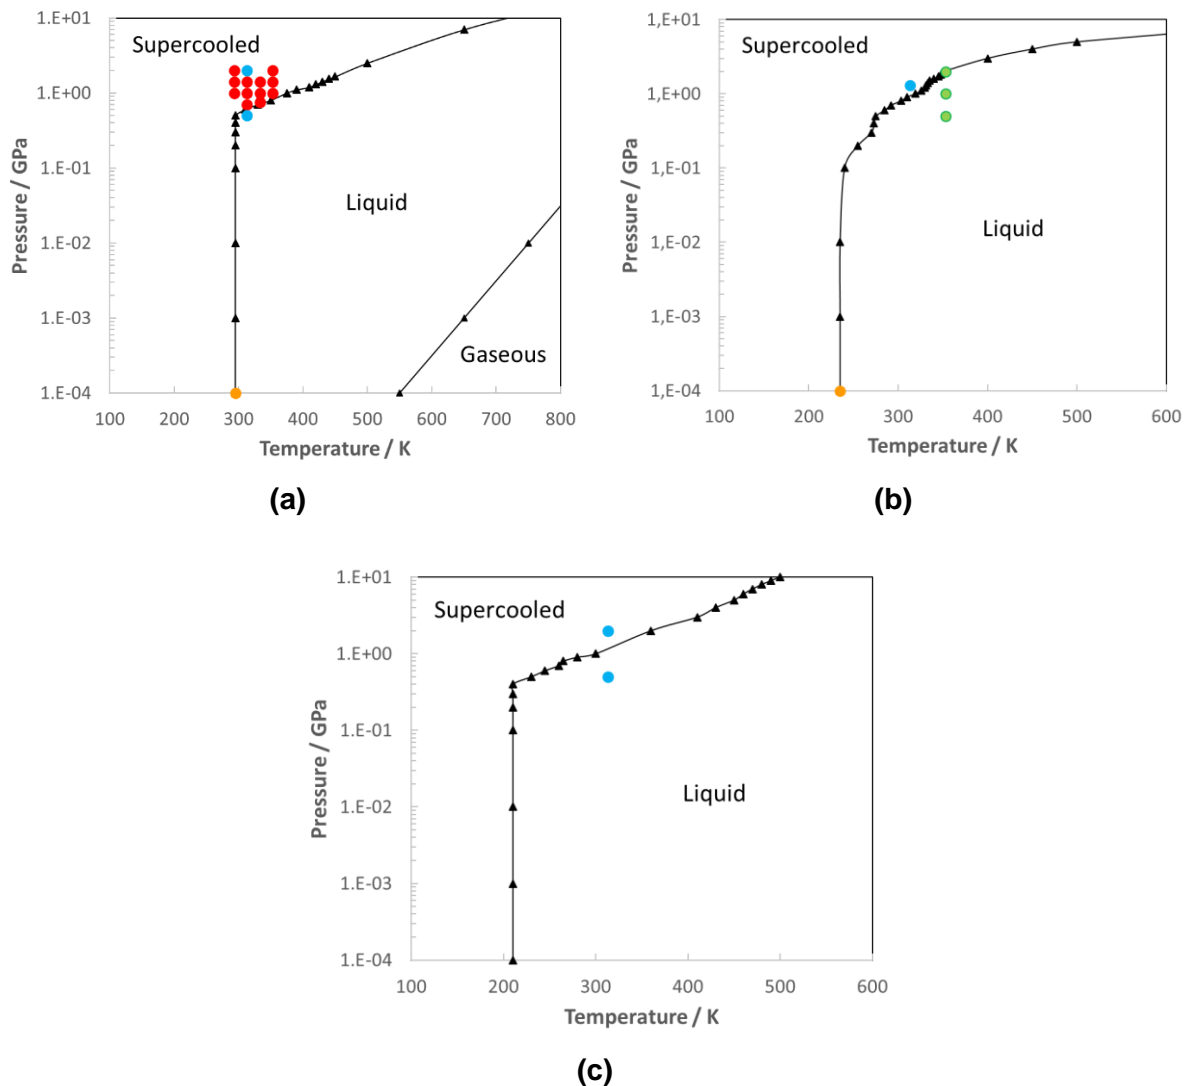 1.E+01
1.E+00
1.E-01
1.E-02
1.E-03
1.E-04
Pressure / GPa
Supercooled
Liquid
Gaseous
100 200 300 400 500 600 700 800
Temperature / K
(a)
1,E+01
1,E+00
1,E-01
1,E-02
1,E-03
1,E-04
Pressure / GPa
Supercooled
Liquid
100 200 300 400 500 600
Temperature / K
(b)
1.E+01
1.E+00
1.E-01
1.E-02
1.E-03
1.E-04
Pressure / GPa
Supercooled
Liquid
100 200 300 400 500 600
Temperature / K
(c)